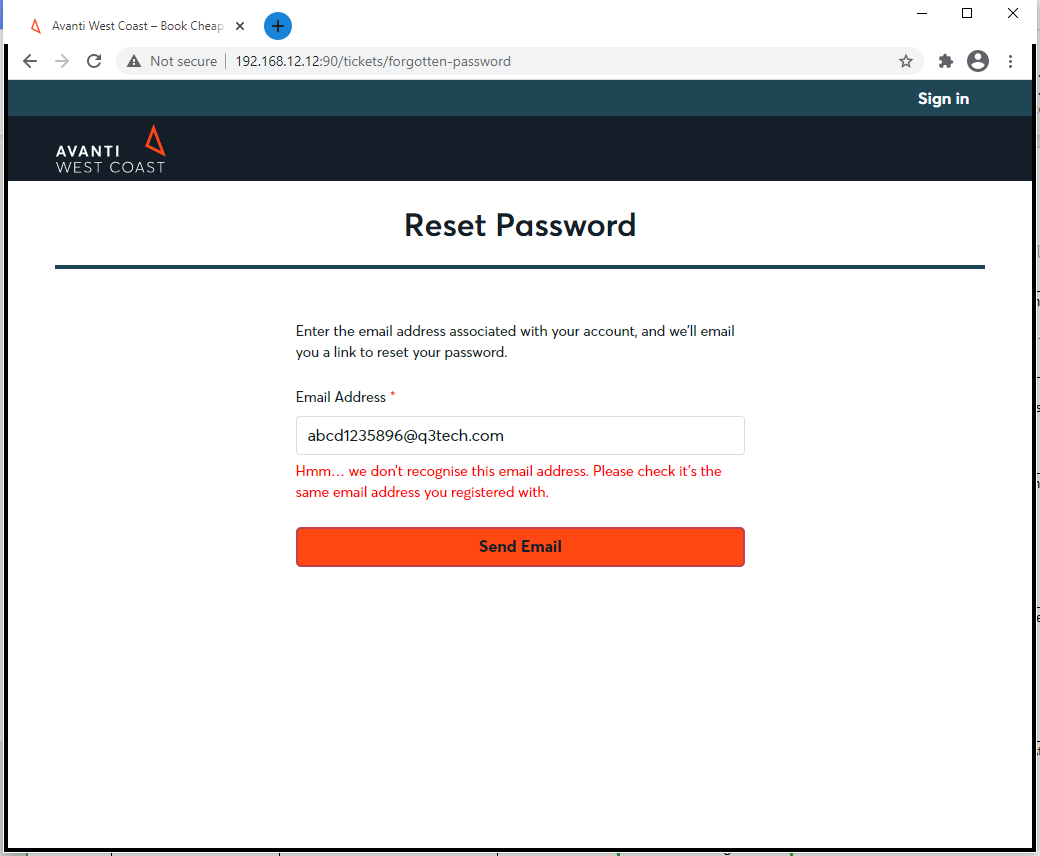 Avanti West Coast – Book Cheap
Not secure
192.168.12.12:90/tickets/forgotten-password
Sign in
AVANTI
WEST COAST
Reset Password
Enter the email address associated with your account, and we'll email
you a link to reset your password.
Email Address *
abcd1235896@q3tech.com
Hmm... we don't recognise this email address. Please check it's the
same email address you registered with.
Send Email